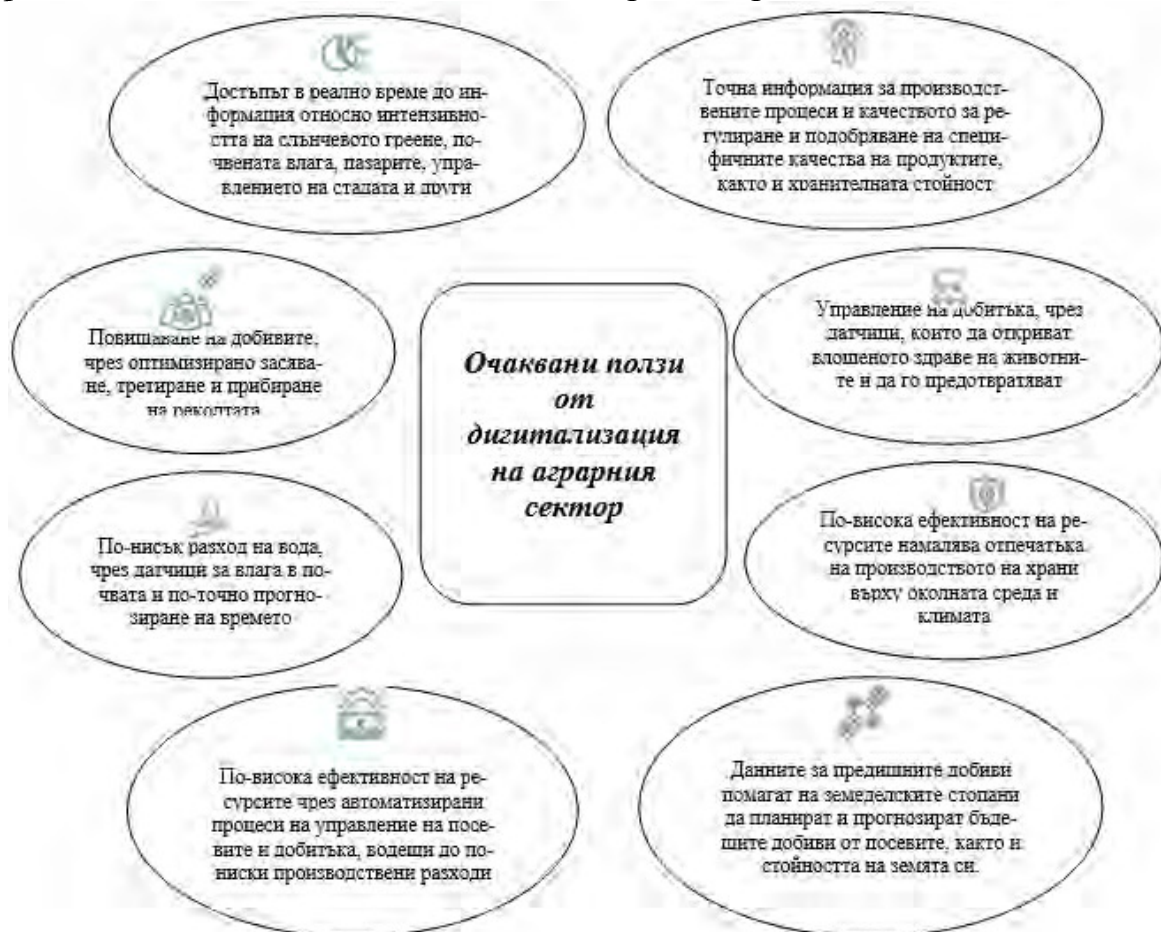 Достъпът в реално време до ин-
формация относно интензивно-
стта на слънчевото греене, по-
чвената влага, пазарите, упра-
влението на стадата и други
Точна информация за производст-
вените процеси и качеството за ре-
гулиране и подобряване на специ-
фичните качества на продуктите,
както и хранителната стойност
Повишаване на добивите,
чрез оптимизирано засява-
не, третиране и прибиране
на реколтата
Очаквани ползи
от
дигитализация
на аграрния
сектор
Управление на добитъка, чрез
датчици, които да откриват
влошеното здраве на животни-
те и да го предотвратяват
По-нисък разход на вода,
чрез датчици за влага в по-
чвата и по-точно прогно-
зиране на времето
По-висока ефективност на ре-
сурсите намалява отпечатъка
на производството на храни
върху околната среда и
климата
По-висока ефективност на ре-
сурсите чрез автоматизирани
процеси на управление на посе-
вите и добитъка, водещи до по-
ниски производствени разходи
Данните за предишните добиви
помагат на земеделските стопани
да планират и прогнозират бъде-
щите добиви от посевите, както и
стойността на земята си.